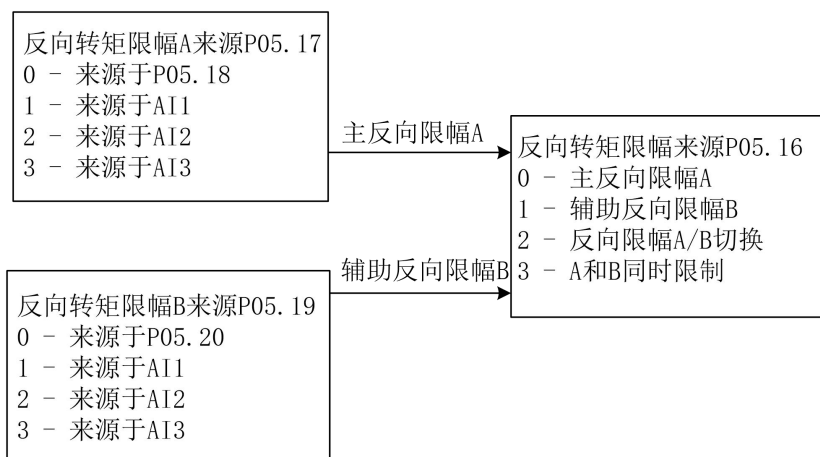 反向转矩限幅A来源P05.17
0 - 来源于P05.18
1 - 来源于AI1
2 - 来源于AI2
3 - 来源于AI3
主反向限幅A
反向转矩限幅B来源P05.19
0 - 来源于P05.20
1 - 来源于AI1
2 - 来源于AI2
3 - 来源于AI3
辅助反向限幅B
反向转矩限幅来源P05.16
0 - 主反向限幅A
1 - 辅助反向限幅B
2 - 反向限幅A/B切换
3 - A和B同时限制